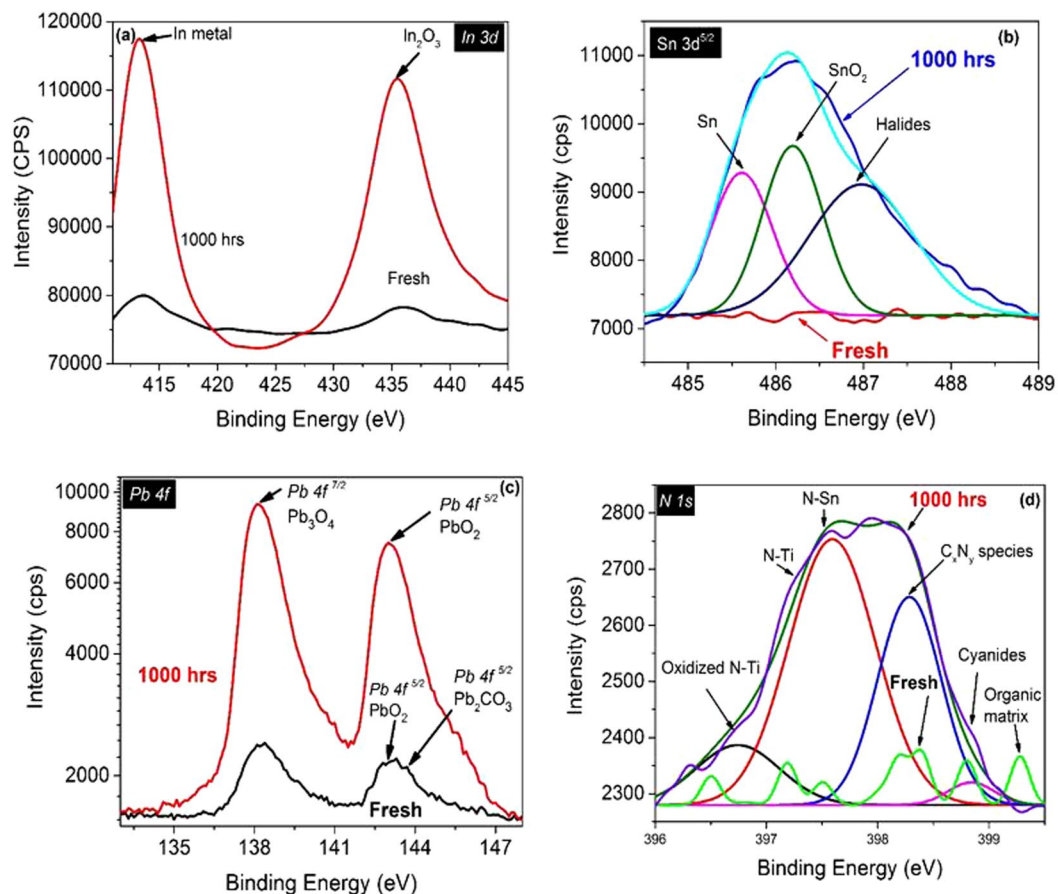 (a)
In metal
In₂O₃
In 3d
1000 hrs
Fresh
120000
110000
100000
90000
80000
70000
Intensity (CPS)
415 420 425 430 435 440 445
Binding Energy (eV)
Sn 3d⁵/²
(b)
1000 hrs
SnO₂
Sn
Halides
Fresh
11000
10000
9000
8000
7000
Intensity (cps)
485 486 487 488 489
Binding Energy (eV)
Pb 4f
(c)
Pb 4f ⁷/²
Pb₃O₄
Pb 4f ⁵/²
PbO₂
1000 hrs
Pb 4f ⁵/²
PbO₂
Pb 4f ⁵/²
Pb₂CO₃
Fresh
10000
8000
6000
4000
2000
Intensity (cps)
135 138 141 144 147
Binding Energy (eV)
N 1s
(d)
N-Sn
1000 hrs
N-Ti
CₓNᵧ species
Oxidized N-Ti
Fresh
Cyanides
Organic
matrix
2800
2700
2600
2500
2400
2300
Intensity (cps)
396 397 398 399
Binding Energy (eV)